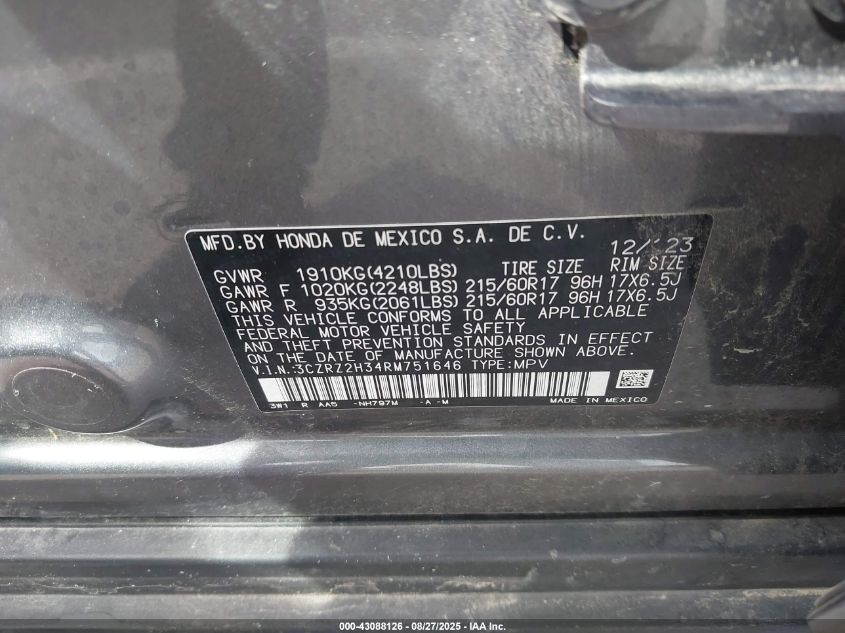 MFD.BY HONDA DE MEXICO S.A. DE C.V. 12/'23
GVWR 1910KG(4210LBS) TIRE SIZE RIM SIZE
GAWR F 1020KG(2248LBS) 215/60R17 96H 17X6.5J
GAWR R 935KG(2061LBS) 215/60R17 96H 17X6.5J
THIS VEHICLE CONFORMS TO ALL APPLICABLE
FEDERAL MOTOR VEHICLE SAFETY
AND THEFT PREVENTION STANDARDS IN EFFECT
ON THE DATE OF MANUFACTURE SHOWN ABOVE.
V.I.N.:3CZRZ2H34RM751646 TYPE:MPV
3W1 R AA5 -NH797M -A -M MADE IN MEXICO
000-43088126 - 08/27/2025 - IAA, Inc.